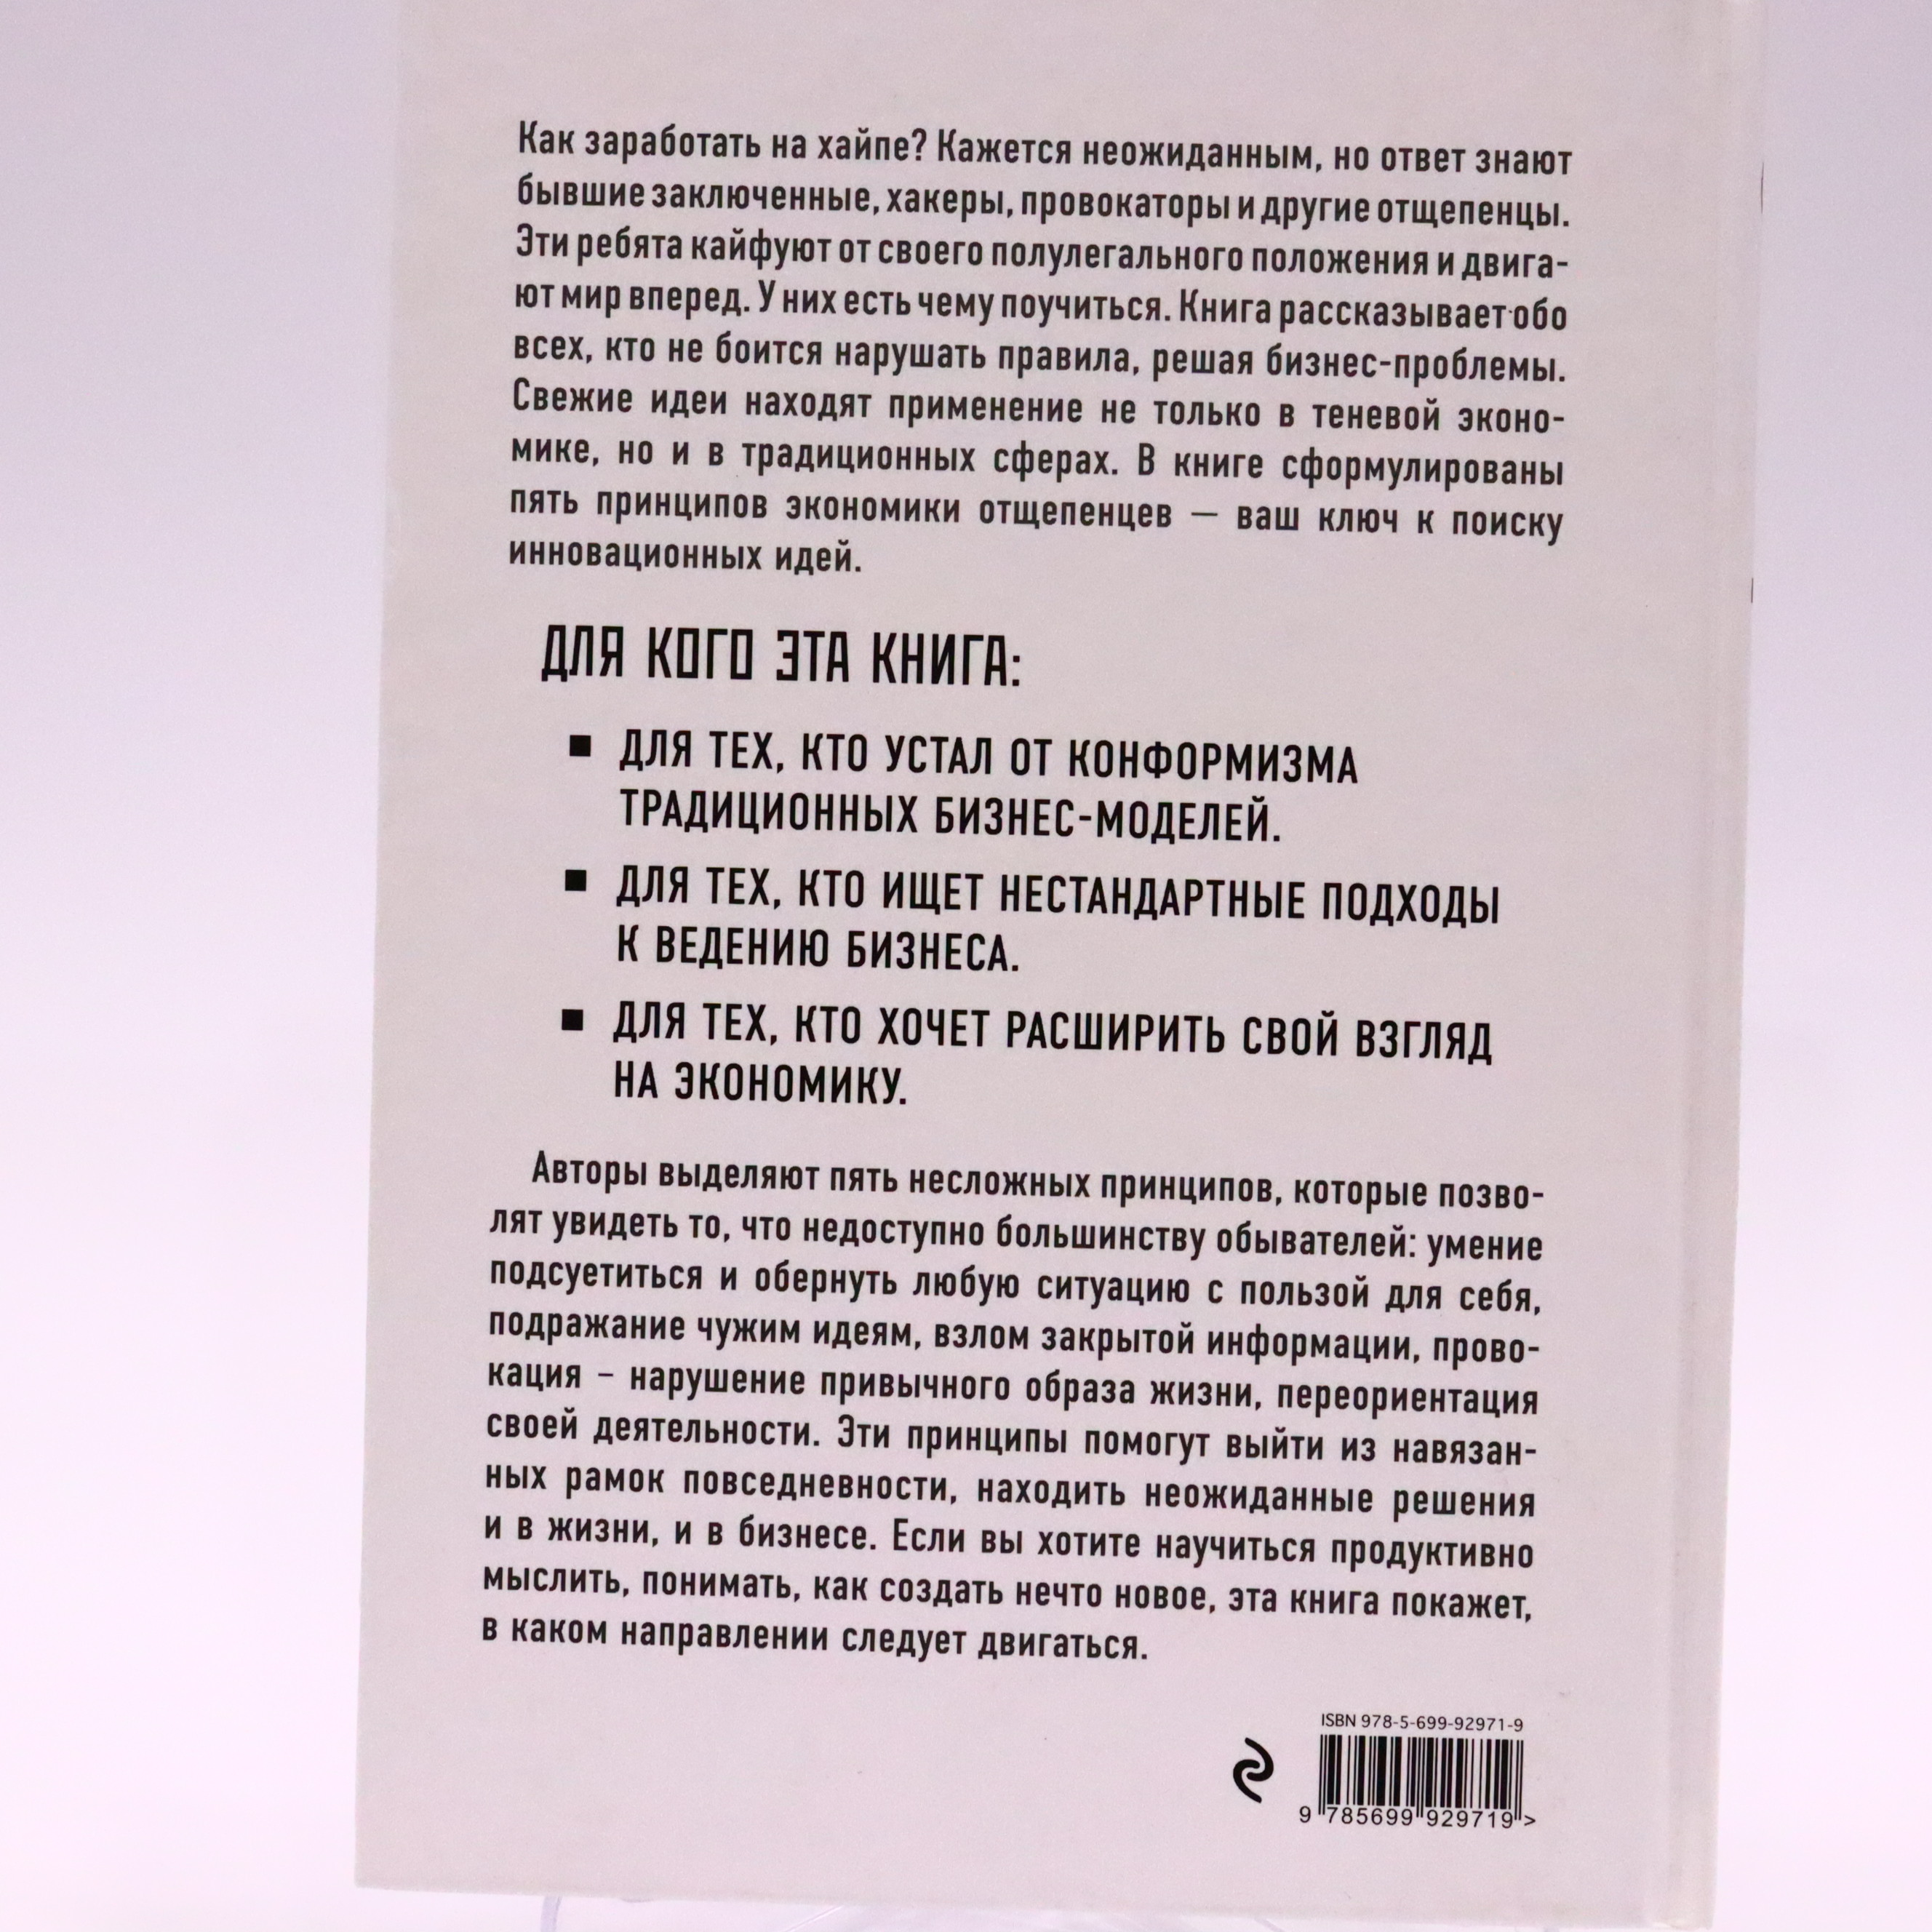 Как заработать на хайпе? Кажется неожиданным, но ответ знают
бывшие заключенные, хакеры, провокаторы и другие отщепенцы.
Эти ребята кайфуют от своего полулегального положения и двига-
ют мир вперед. У них есть чему поучиться. Книга рассказывает обо
всех, кто не боится нарушать правила, решая бизнес-проблемы.
Свежие идеи находят применение не только в теневой эконо-
мике, но и в традиционных сферах. В книге сформулированы
пять принципов экономики отщепенцев — ваш ключ к поиску
инновационных идей.
ДЛЯ КОГО ЭТА КНИГА:
■ ДЛЯ ТЕХ, КТО УСТАЛ ОТ КОНФОРМИЗМА
ТРАДИЦИОННЫХ БИЗНЕС-МОДЕЛЕЙ.
■ ДЛЯ ТЕХ, КТО ИЩЕТ НЕСТАНДАРТНЫЕ ПОДХОДЫ
К ВЕДЕНИЮ БИЗНЕСА.
■ ДЛЯ ТЕХ, КТО ХОЧЕТ РАСШИРИТЬ СВОЙ ВЗГЛЯД
НА ЭКОНОМИКУ.
Авторы выделяют пять несложных принципов, которые позво-
лят увидеть то, что недоступно большинству обывателей: умение
подсуетиться и обернуть любую ситуацию с пользой для себя,
подражание чужим идеям, взлом закрытой информации, прово-
кация – нарушение привычного образа жизни, переориентация
своей деятельности. Эти принципы помогут выйти из навязан-
ных рамок повседневности, находить неожиданные решения
и в жизни, и в бизнесе. Если вы хотите научиться продуктивно
мыслить, понимать, как создать нечто новое, эта книга покажет,
в каком направлении следует двигаться.
ISBN 978-5-699-92971-9
9 785699 929719 >